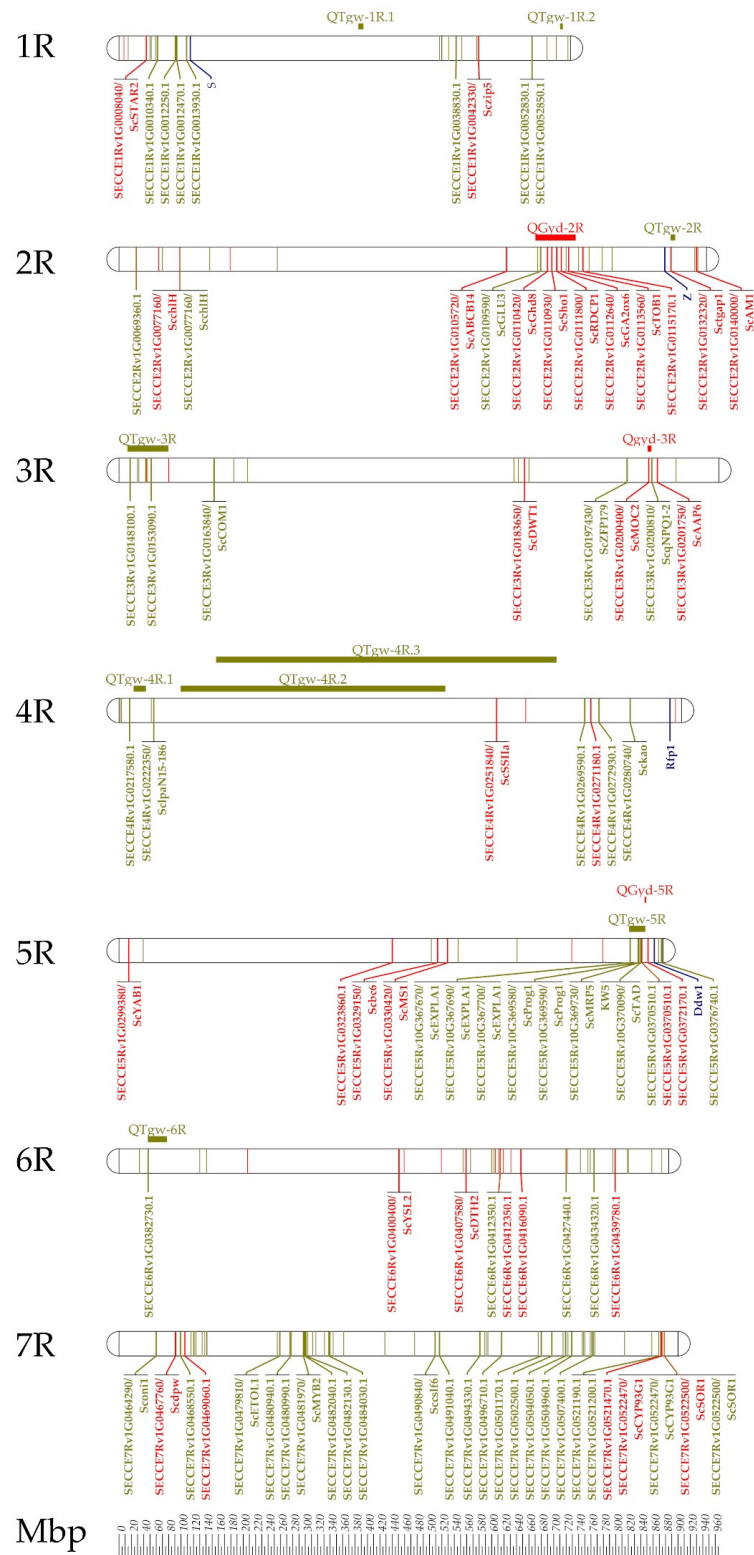 QTgw-1R.1
QTgw-1R.2
1R
SECCE1Rv1G0008040/
ScSTAR2
SECCE1Rv1G0010340.1
SECCE1Rv1G0012250.1
SECCE1Rv1G0012470.1
SECCE1Rv1G0013930.1
S
SECCE1Rv1G0038830.1
SECCE1Rv1G0042330/
Sczip5
SECCE1Rv1G0052830.1
SECCE1Rv1G0052850.1
QGyd-2R
QTgw-2R
2R
SECCE2Rv1G0069360.1
SECCE2Rv1G0077160/
ScchlH
SECCE2Rv1G0077160/
ScchlH
SECCE2Rv1G0105720/
ScABCB14
SECCE2Rv1G0109590/
ScGLU3
SECCE2Rv1G0110420/
ScGhd8
SECCE2Rv1G0110930/
ScSho1
SECCE2Rv1G0111800/
ScRDCP1
SECCE2Rv1G0112640/
ScGA2ox6
SECCE2Rv1G0113560/
ScTOB1
SECCE2Rv1G0115170.1
Z
SECCE2Rv1G0132320/
Sctgap1
SECCE2Rv1G0140000/
ScAM1
QTgw-3R
Qgyd-3R
3R
SECCE3Rv1G0148100.1
SECCE3Rv1G0153090.1
SECCE3Rv1G0163840/
ScCOM1
SECCE3Rv1G0183650/
ScDWT1
SECCE3Rv1G0197430/
ScZFP179
SECCE3Rv1G0200400/
ScMOC2
SECCE3Rv1G0200810/
ScqNPQ1-2
SECCE3Rv1G0201750/
ScAAP6
QTgw-4R.3
QTgw-4R.1
QTgw-4R.2
4R
SECCE4Rv1G0217580.1
SECCE4Rv1G0222350/
ScIpaN15-186
SECCE4Rv1G0251840/
ScSSIIa
SECCE4Rv1G0269590.1
SECCE4Rv1G0271180.1
SECCE4Rv1G0272930.1
SECCE4Rv1G0280740/
Sckao
Rfp1
QGyd-5R
QTgw-5R
5R
SECCE5Rv1G0299380/
ScYAB1
SECCE5Rv1G0323860.1
SECCE5Rv1G0329150/
Scbc6
SECCE5Rv1G0330420/
ScMS1
SECCE5Rv10G367670/
ScEXPLA1
SECCE5Rv10G367690/
ScEXPLA1
SECCE5Rv10G367700/
ScEXPLA1
SECCE5Rv10G369580/
ScProg1
SECCE5Rv10G369590/
ScProg1
SECCE5Rv10G369730/
ScMRP5
KW5
SECCE5Rv10G370090/
ScTAD
SECCE5Rv1G0370510.1
SECCE5Rv1G0370510.1
SECCE5Rv1G0372170.1
Ddw1
SECCE5Rv1G0376740.1
QTgw-6R
6R
SECCE6Rv1G0382730.1
SECCE6Rv1G0400400/
ScYSL2
SECCE6Rv1G0407580/
ScDTH2
SECCE6Rv1G0412350.1
SECCE6Rv1G0412350.1
SECCE6Rv1G0416090.1
SECCE6Rv1G0427440.1
SECCE6Rv1G0434320.1
SECCE6Rv1G0439780.1
7R
SECCE7Rv1G0464290/
Sconi1
SECCE7Rv1G0467760/
Scdpw
SECCE7Rv1G0468550.1
SECCE7Rv1G0469060.1
SECCE7Rv1G0479810/
ScETOL1
SECCE7Rv1G0480940.1
SECCE7Rv1G0480990.1
SECCE7Rv1G0481970/
ScMYB2
SECCE7Rv1G0482040.1
SECCE7Rv1G0482130.1
SECCE7Rv1G0484030.1
SECCE7Rv1G0490840/
Sccslf6
SECCE7Rv1G0491040.1
SECCE7Rv1G0494330.1
SECCE7Rv1G0496710.1
SECCE7Rv1G0501170.1
SECCE7Rv1G0502500.1
SECCE7Rv1G0504050.1
SECCE7Rv1G0504960.1
SECCE7Rv1G0507400.1
SECCE7Rv1G0521190.1
SECCE7Rv1G0521200.1
SECCE7Rv1G0521470.1
SECCE7Rv1G0522470/
ScCYP93G1
SECCE7Rv1G0522470/
ScCYP93G1
SECCE7Rv1G0522500/
ScSOR1
SECCE7Rv1G0522500/
ScSOR1
Mbp 0 20 40 60 80 100 120 140 160 180 200 220 240 260 280 300 320 340 360 380 400 420 440 460 480 500 520 540 560 580 600 620 640 660 680 700 720 740 760 780 800 820 840 860 880 900 920 940 960